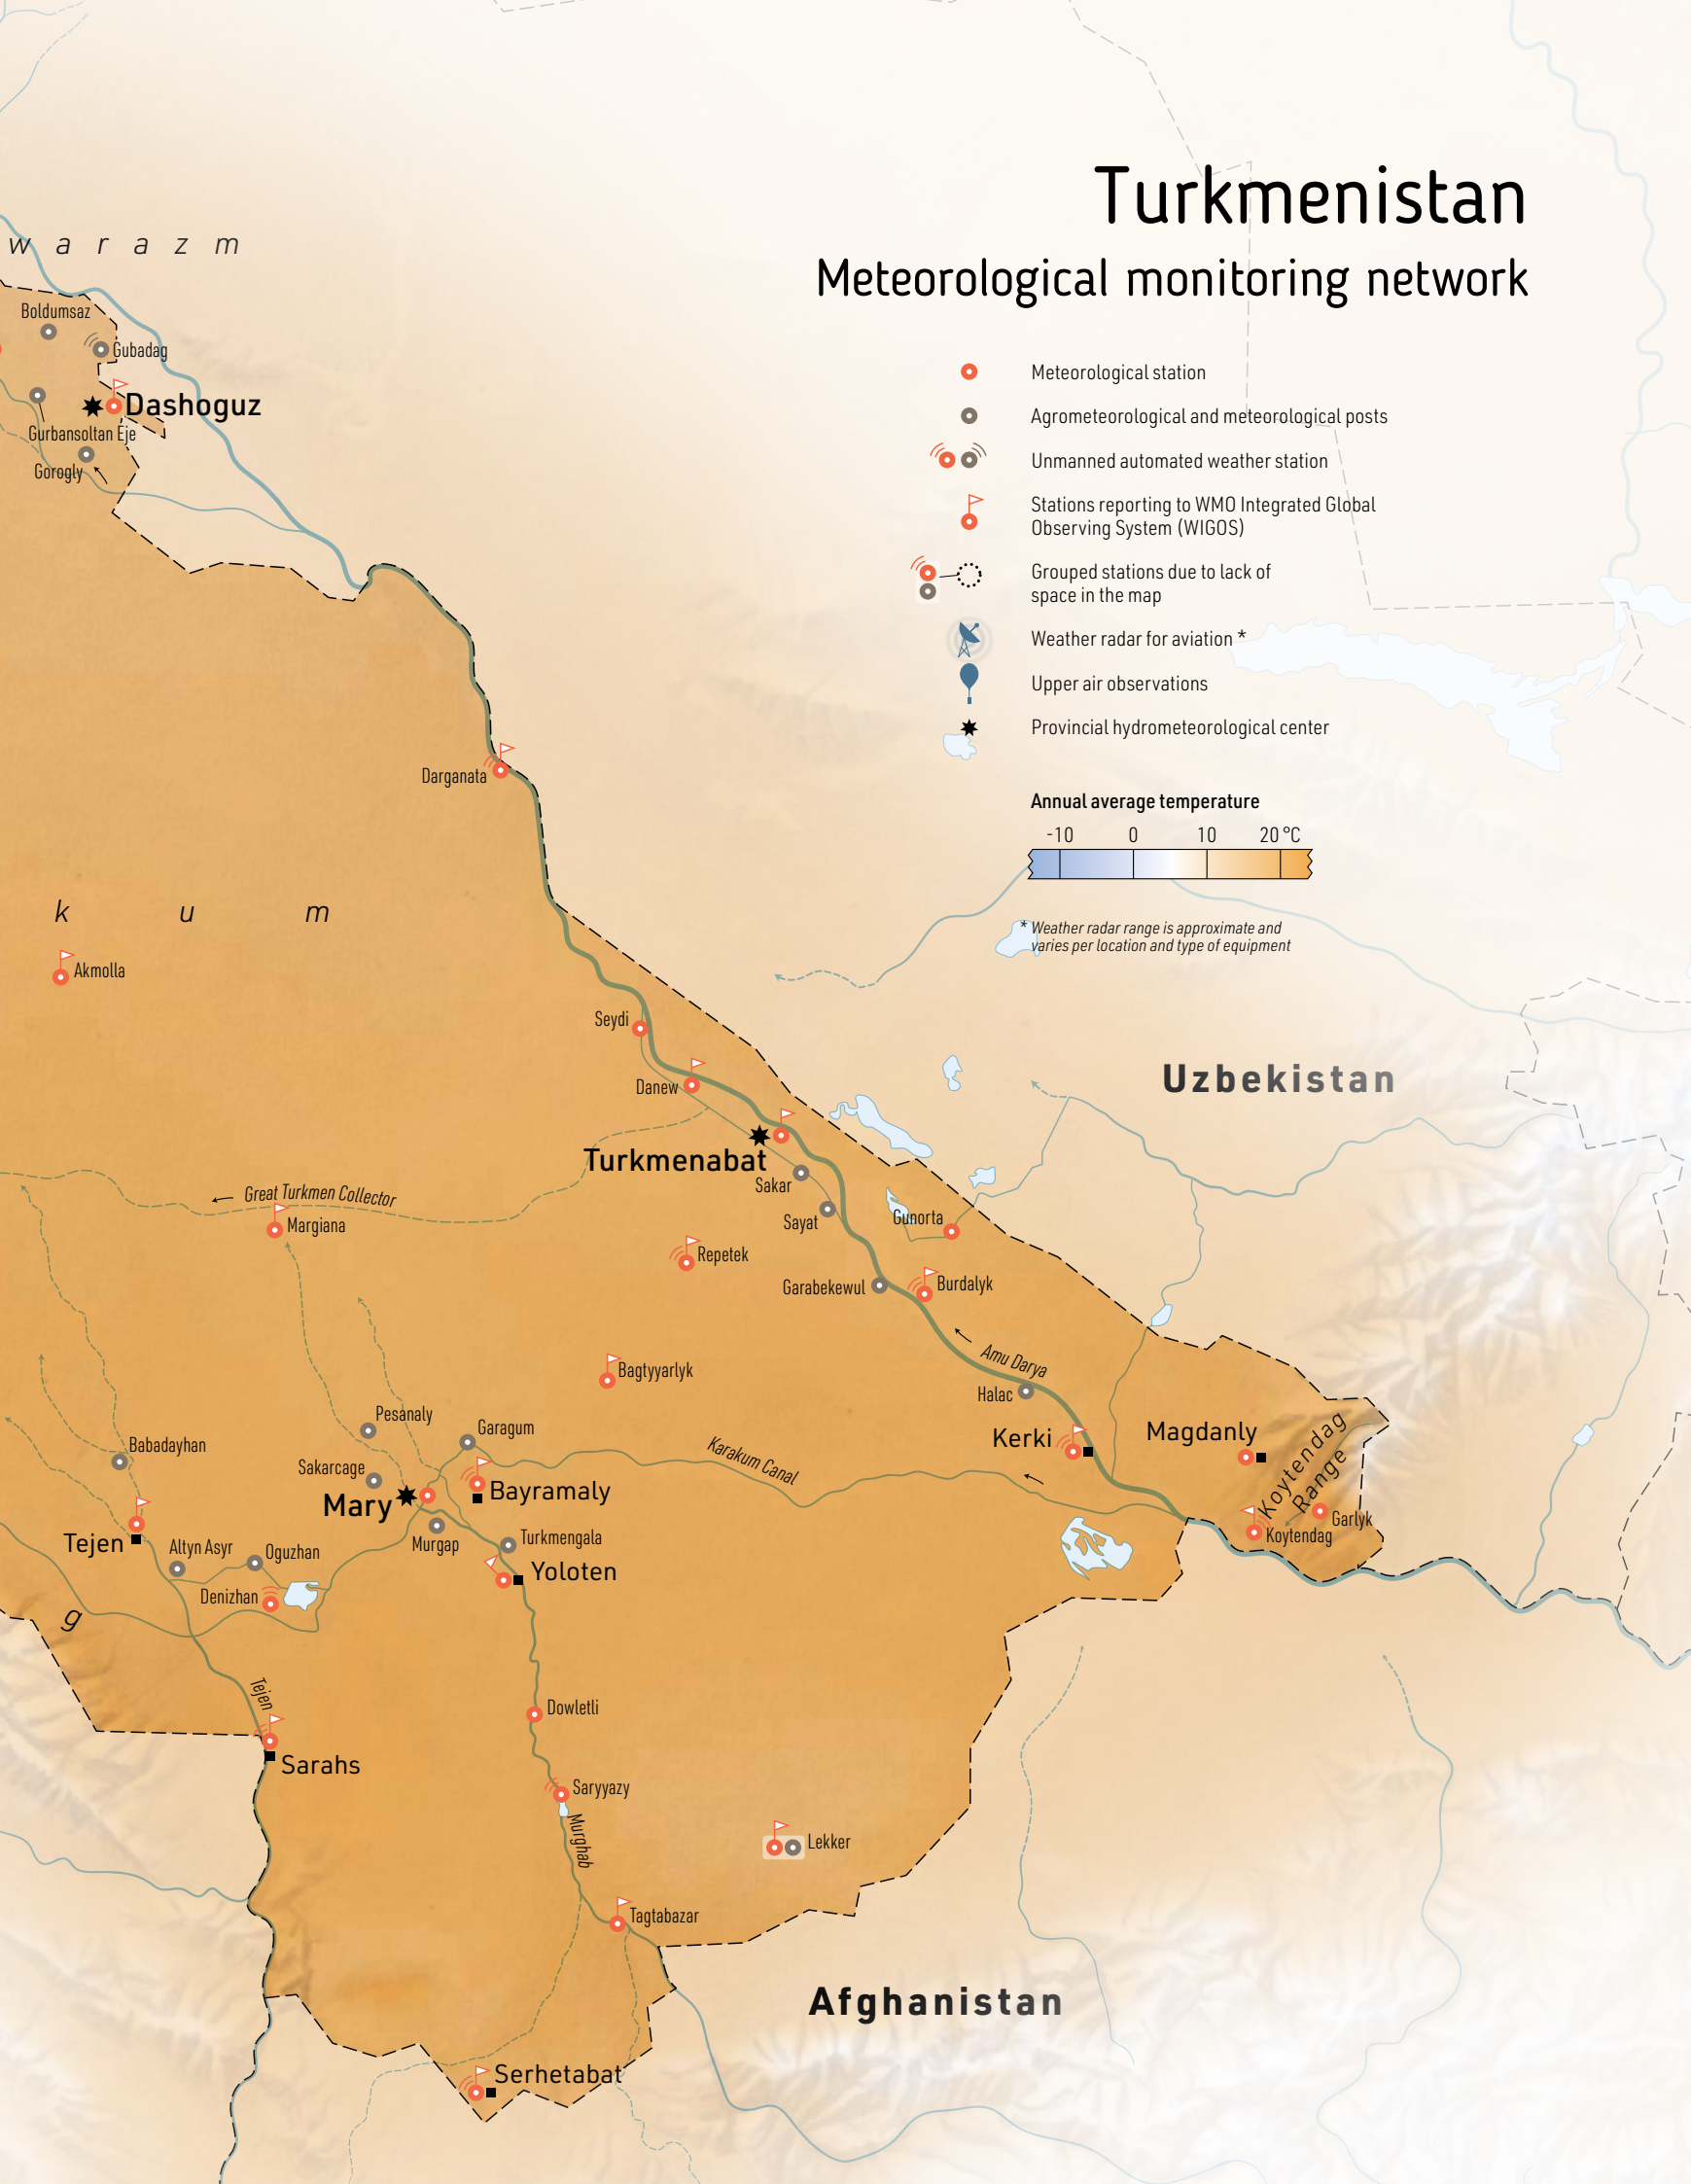 Turkmenistan
Meteorological monitoring network
Meteorological station
Agrometeorological and meteorological posts
Unmanned automated weather station
Stations reporting to WMO Integrated Global
Observing System (WIGOS)
Grouped stations due to lack of
space in the map
Weather radar for aviation *
Upper air observations
Provincial hydrometeorological center
Annual average temperature
-10 0 10 20 °C
* Weather radar range is approximate and
varies per location and type of equipment
w a r a z m
Boldumsaz
Gubadag
Dashoguz
Gurbansoltan Eje
Gorogly
Darganata
k u m
Akmolla
Seydi
Danew
Uzbekistan
Turkmenabat
Sakar
Great Turkmen Collector
Margiana
Sayat
Gunorta
Repetek
Garabekewul
Burdalyk
Amu Darya
Bagtyyarlyk
Halac
Pesanaly
Garagum
Babadayhan
Karakum Canal
Kerki
Magdanly
Koytendag
Range
Sakarcage
Mary
Bayramaly
Garlyk
Koytendag
Tejen
Altyn Asyr
Oguzhan
Murgap
Turkmengala
Yoloten
Denizhan
g
Tejen
Dowletli
Sarahs
Saryyazy
Murghab
Lekker
Tagtabazar
Afghanistan
Serhetabat